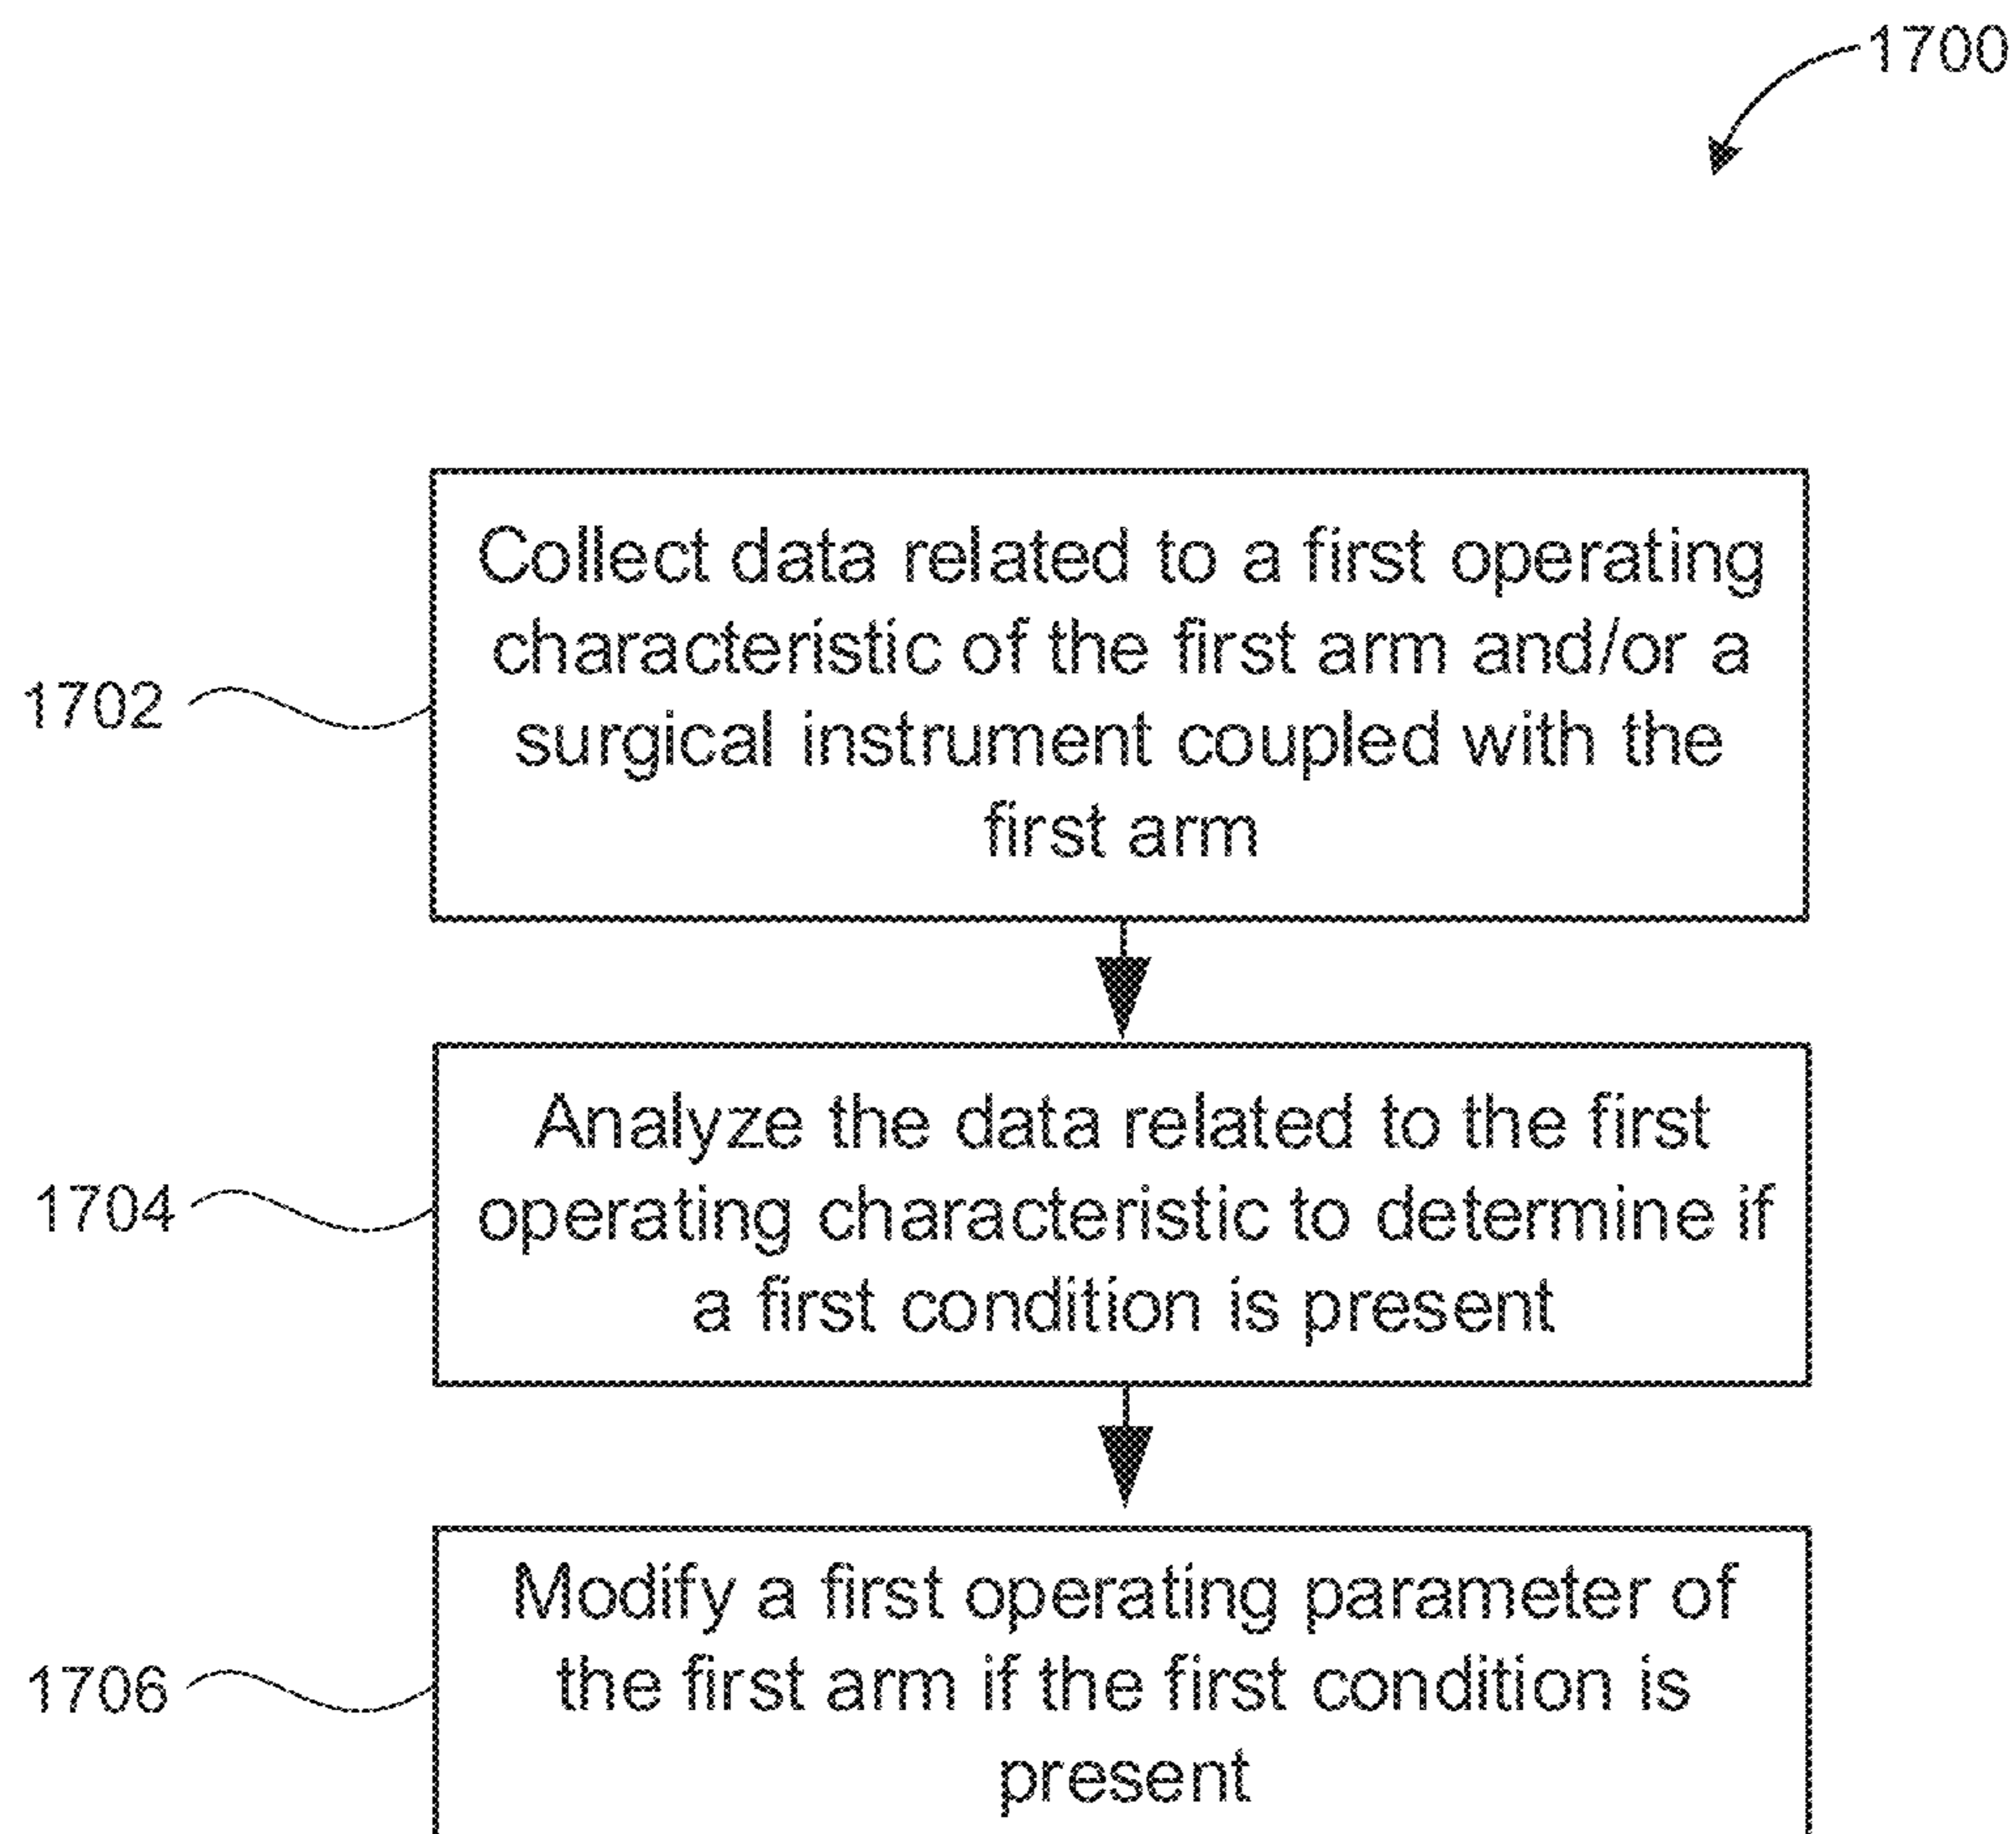 1700
Collect data related to a first operating
characteristic of the first arm and/or a
surgical instrument coupled with the
first arm
1702
Analyze the data related to the first
operating characteristic to determine if
a first condition is present
1704
Modify a first operating parameter of
the first arm if the first condition is
present
1706